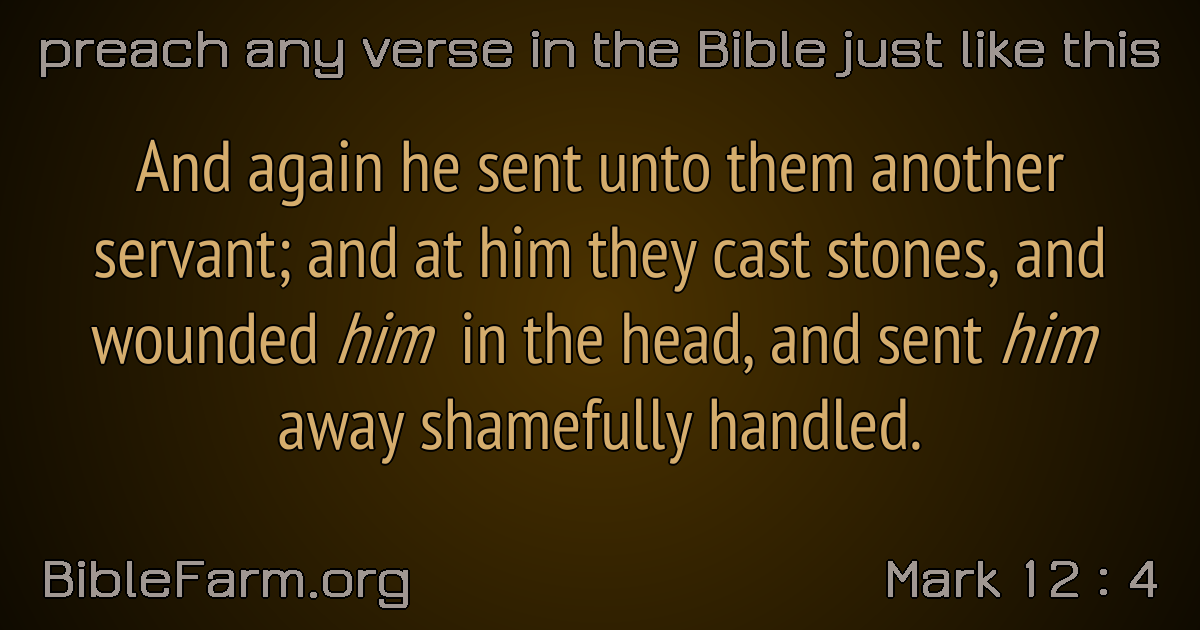 preach any verse in the Bible just like this
And again he sent unto them another
servant; and at him they cast stones, and
wounded him in the head, and sent him
away shamefully handled.
BibleFarm.org
Mark 12 : 4